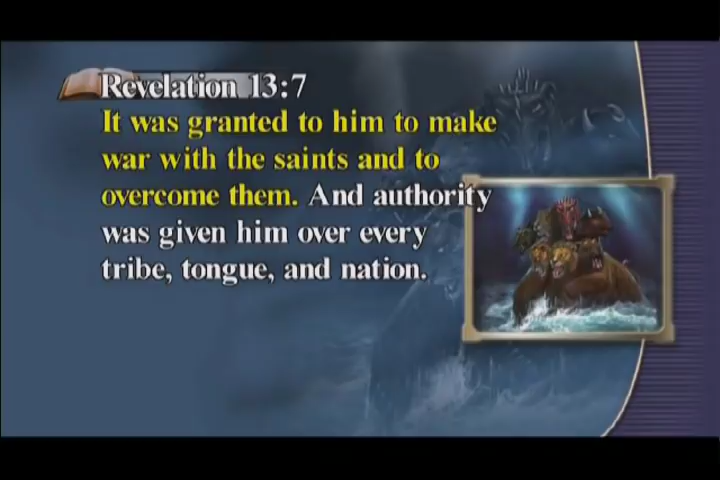 Revelation 13:7
It was granted to him to make
war with the saints and to
overcome them. And authority
was given him over every
tribe, tongue, and nation.